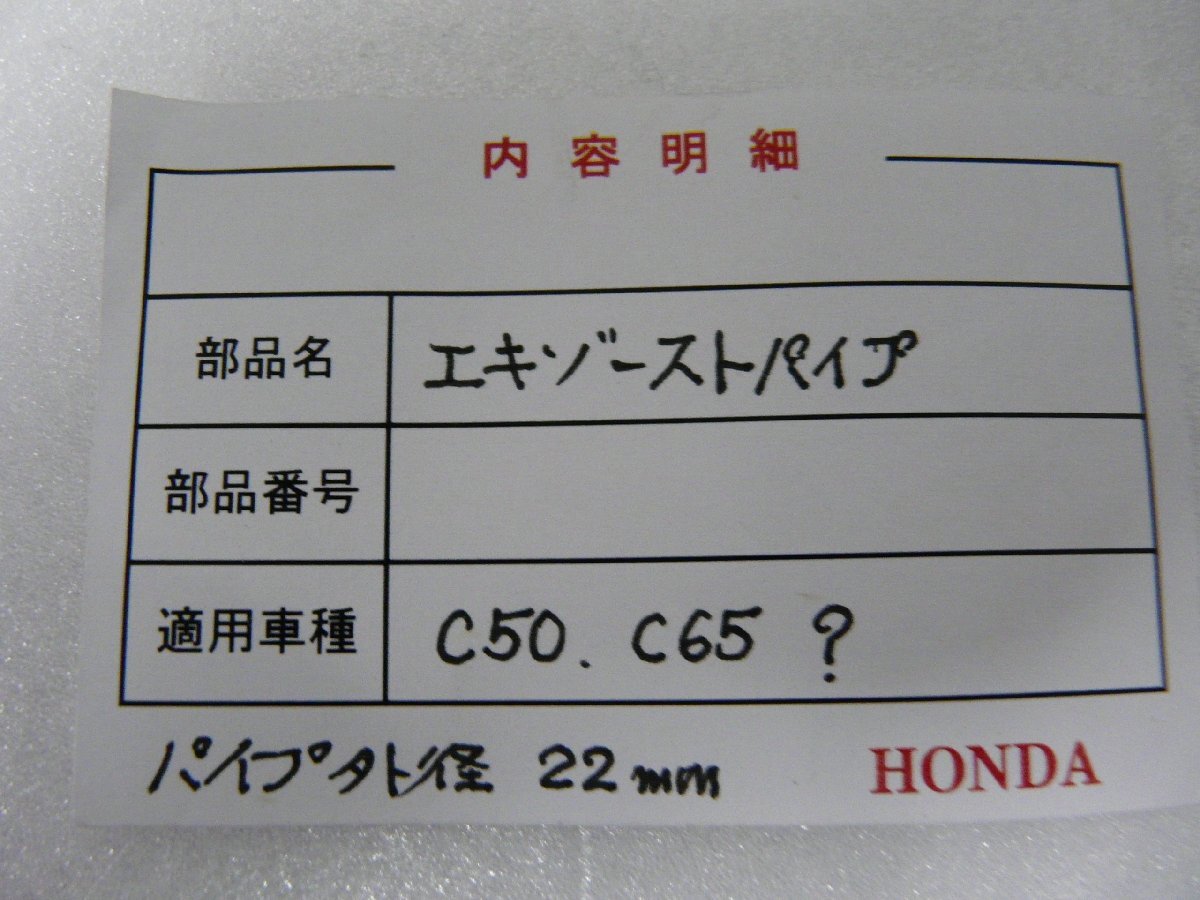 内容明細
部品名 エキゾーストパイプ
部品番号
適用車種 C50. C65 ?
パイプ外径 22mm HONDA